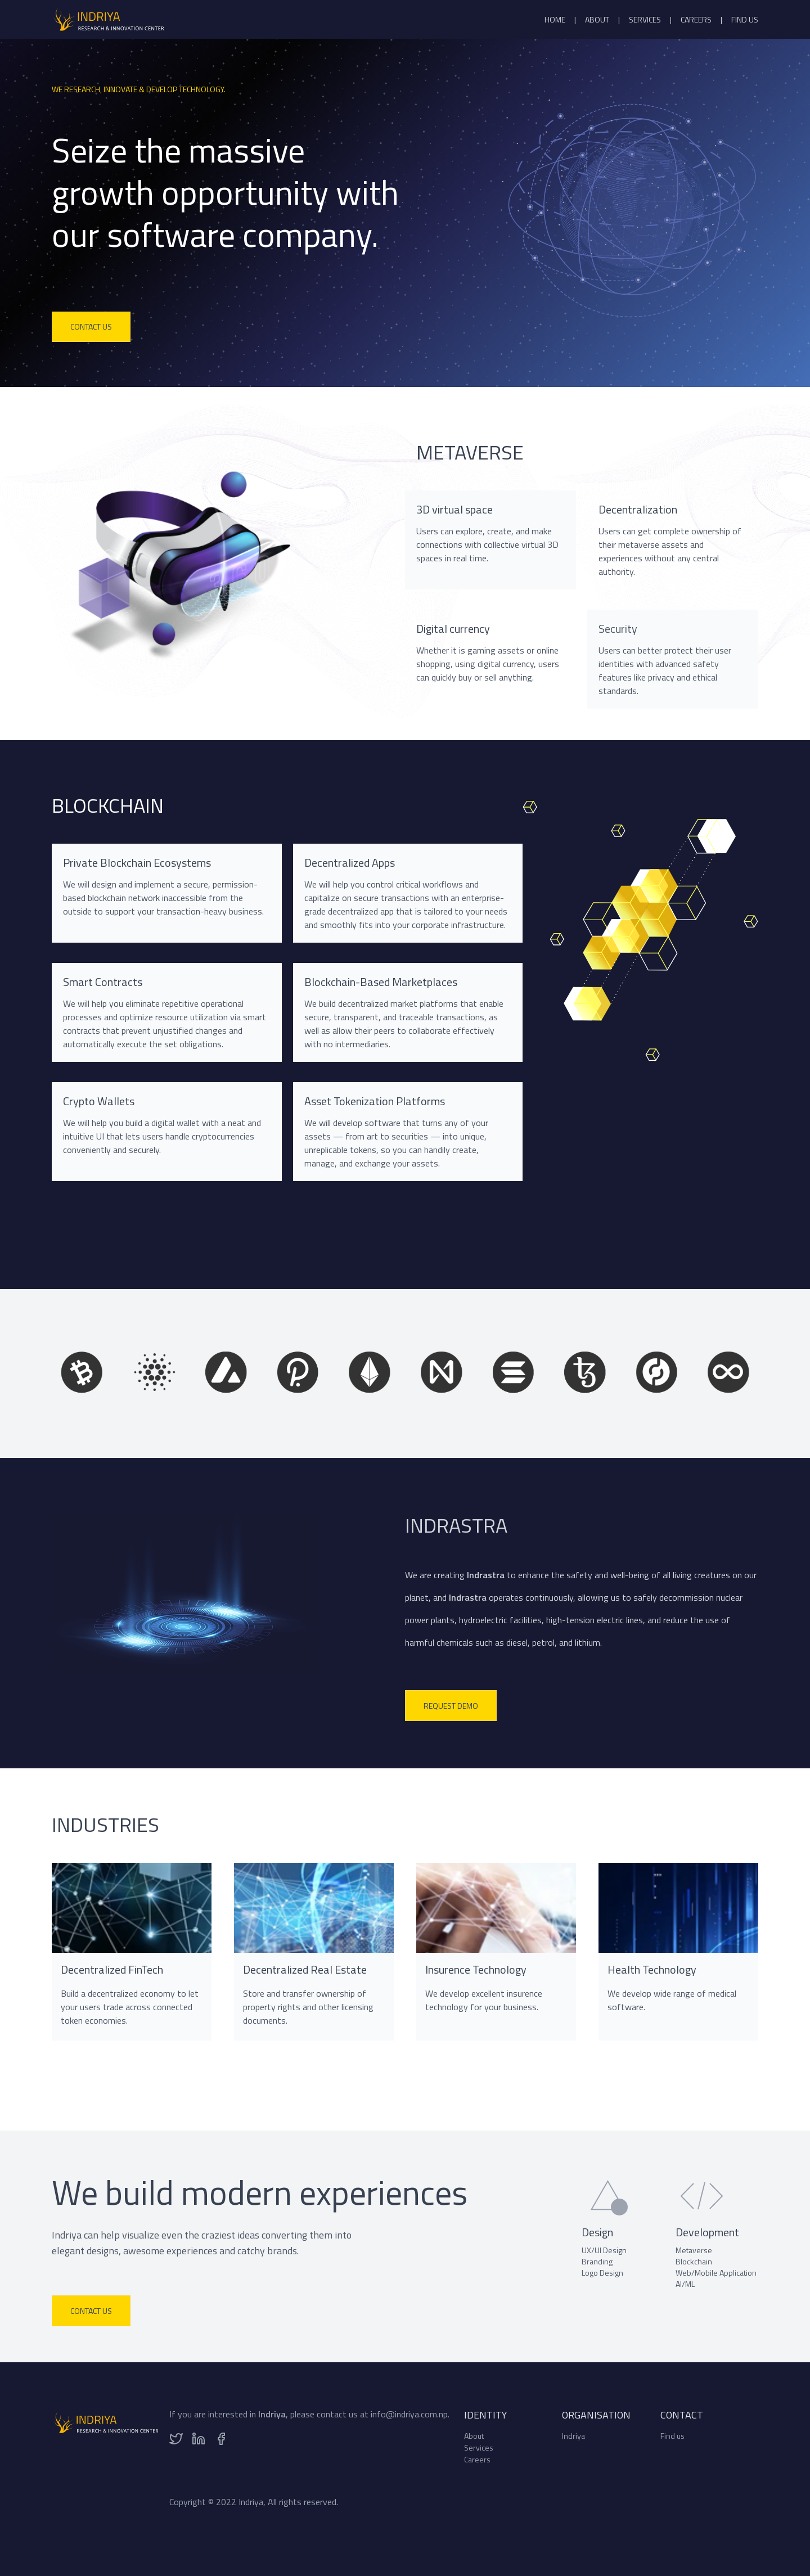 INDRIYA
RESEARCH & INNOVATION CENTER
HOME | ABOUT | SERVICES | CAREERS | FIND US
WE RESEARCH, INNOVATE & DEVELOP TECHNOLOGY.
Seize the massive
growth opportunity with
our software company.
CONTACT US
METAVERSE
3D virtual space
Users can explore, create, and make
connections with collective virtual 3D
spaces in real time.
Decentralization
Users can get complete ownership of
their metaverse assets and
experiences without any central
authority.
Digital currency
Whether it is gaming assets or online
shopping, using digital currency, users
can quickly buy or sell anything.
Security
Users can better protect their user
identities with advanced safety
features like privacy and ethical
standards.
BLOCKCHAIN
Private Blockchain Ecosystems
We will design and implement a secure, permission-
based blockchain network inaccessible from the
outside to support your transaction-heavy business.
Decentralized Apps
We will help you control critical workflows and
capitalize on secure transactions with an enterprise-
grade decentralized app that is tailored to your needs
and smoothly fits into your corporate infrastructure.
Smart Contracts
We will help you eliminate repetitive operational
processes and optimize resource utilization via smart
contracts that prevent unjustified changes and
automatically execute the set obligations.
Blockchain-Based Marketplaces
We build decentralized market platforms that enable
secure, transparent, and traceable transactions, as
well as allow their peers to collaborate effectively
with no intermediaries.
Crypto Wallets
We will help you build a digital wallet with a neat and
intuitive UI that lets users handle cryptocurrencies
conveniently and securely.
Asset Tokenization Platforms
We will develop software that turns any of your
assets — from art to securities — into unique,
unreplicable tokens, so you can handily create,
manage, and exchange your assets.
INDRASTRA
We are creating Indrastra to enhance the safety and well-being of all living creatures on our
planet, and Indrastra operates continuously, allowing us to safely decommission nuclear
power plants, hydroelectric facilities, high-tension electric lines, and reduce the use of
harmful chemicals such as diesel, petrol, and lithium.
REQUEST DEMO
INDUSTRIES
Decentralized FinTech
Build a decentralized economy to let
your users trade across connected
token economies.
Decentralized Real Estate
Store and transfer ownership of
property rights and other licensing
documents.
Insurence Technology
We develop excellent insurence
technology for your business.
Health Technology
We develop wide range of medical
software.
We build modern experiences
Indriya can help visualize even the craziest ideas converting them into
elegant designs, awesome experiences and catchy brands.
CONTACT US
Design
UX/UI Design
Branding
Logo Design
Development
Metaverse
Blockchain
Web/Mobile Application
AI/ML
INDRIYA
RESEARCH & INNOVATION CENTER
If you are interested in Indriya, please contact us at info@indriya.com.np.
IDENTITY
About
Services
Careers
ORGANISATION
Indriya
CONTACT
Find us
Copyright © 2022 Indriya, All rights reserved.